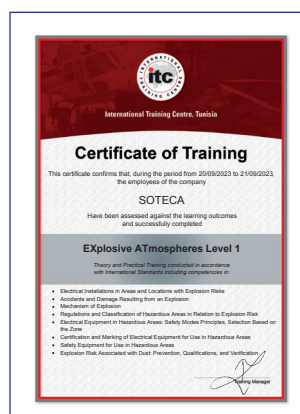 INTERNATIONAL
itc
TRAINING CENTRE
International Training Centre, Tunisia
Certificate of Training
This certificate confirms that, during the period from 20/09/2023 to 21/09/2023,
the employees of the company
SOTECA
Have been assessed against the learning outcomes
and successfully completed
EXplosive ATmospheres Level 1
Theory and Practical Training conducted in accordance
with International Standards including competencies in:
• Electrical Installations in Areas and Locations with Explosion Risks
• Accidents and Damage Resulting from an Explosion
• Mechanism of Explosion
• Regulations and Classification of Hazardous Areas in Relation to Explosion Risk
• Electrical Equipment in Hazardous Areas: Safety Modes Principles, Selection Based on
the Zone
• Certification and Marking of Electrical Equipment for Use in Hazardous Areas
• Safety Equipment for Use in Hazardous Areas
• Explosion Risk Associated with Dust: Prevention, Qualifications, and Verification
Training Manager